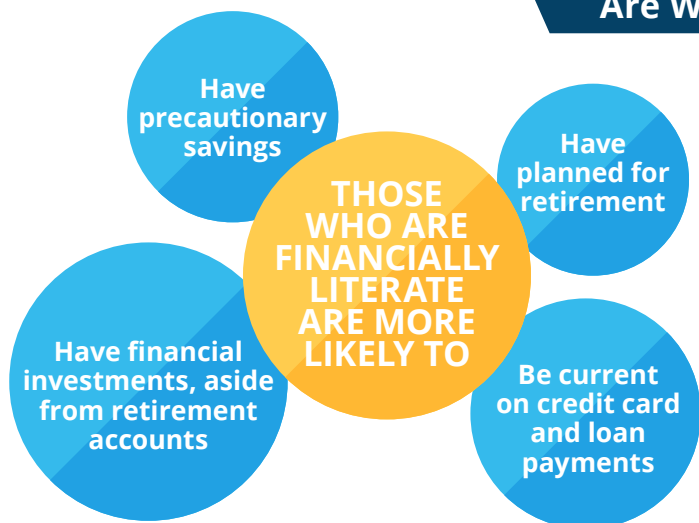 Are W
Have
precautionary
savings
Have
planned for
retirement
THOSE
WHO ARE
FINANCIALLY
LITERATE
ARE MORE
LIKELY TO
Have financial
investments, aside
from retirement
accounts
Be current
on credit card
and loan
payments